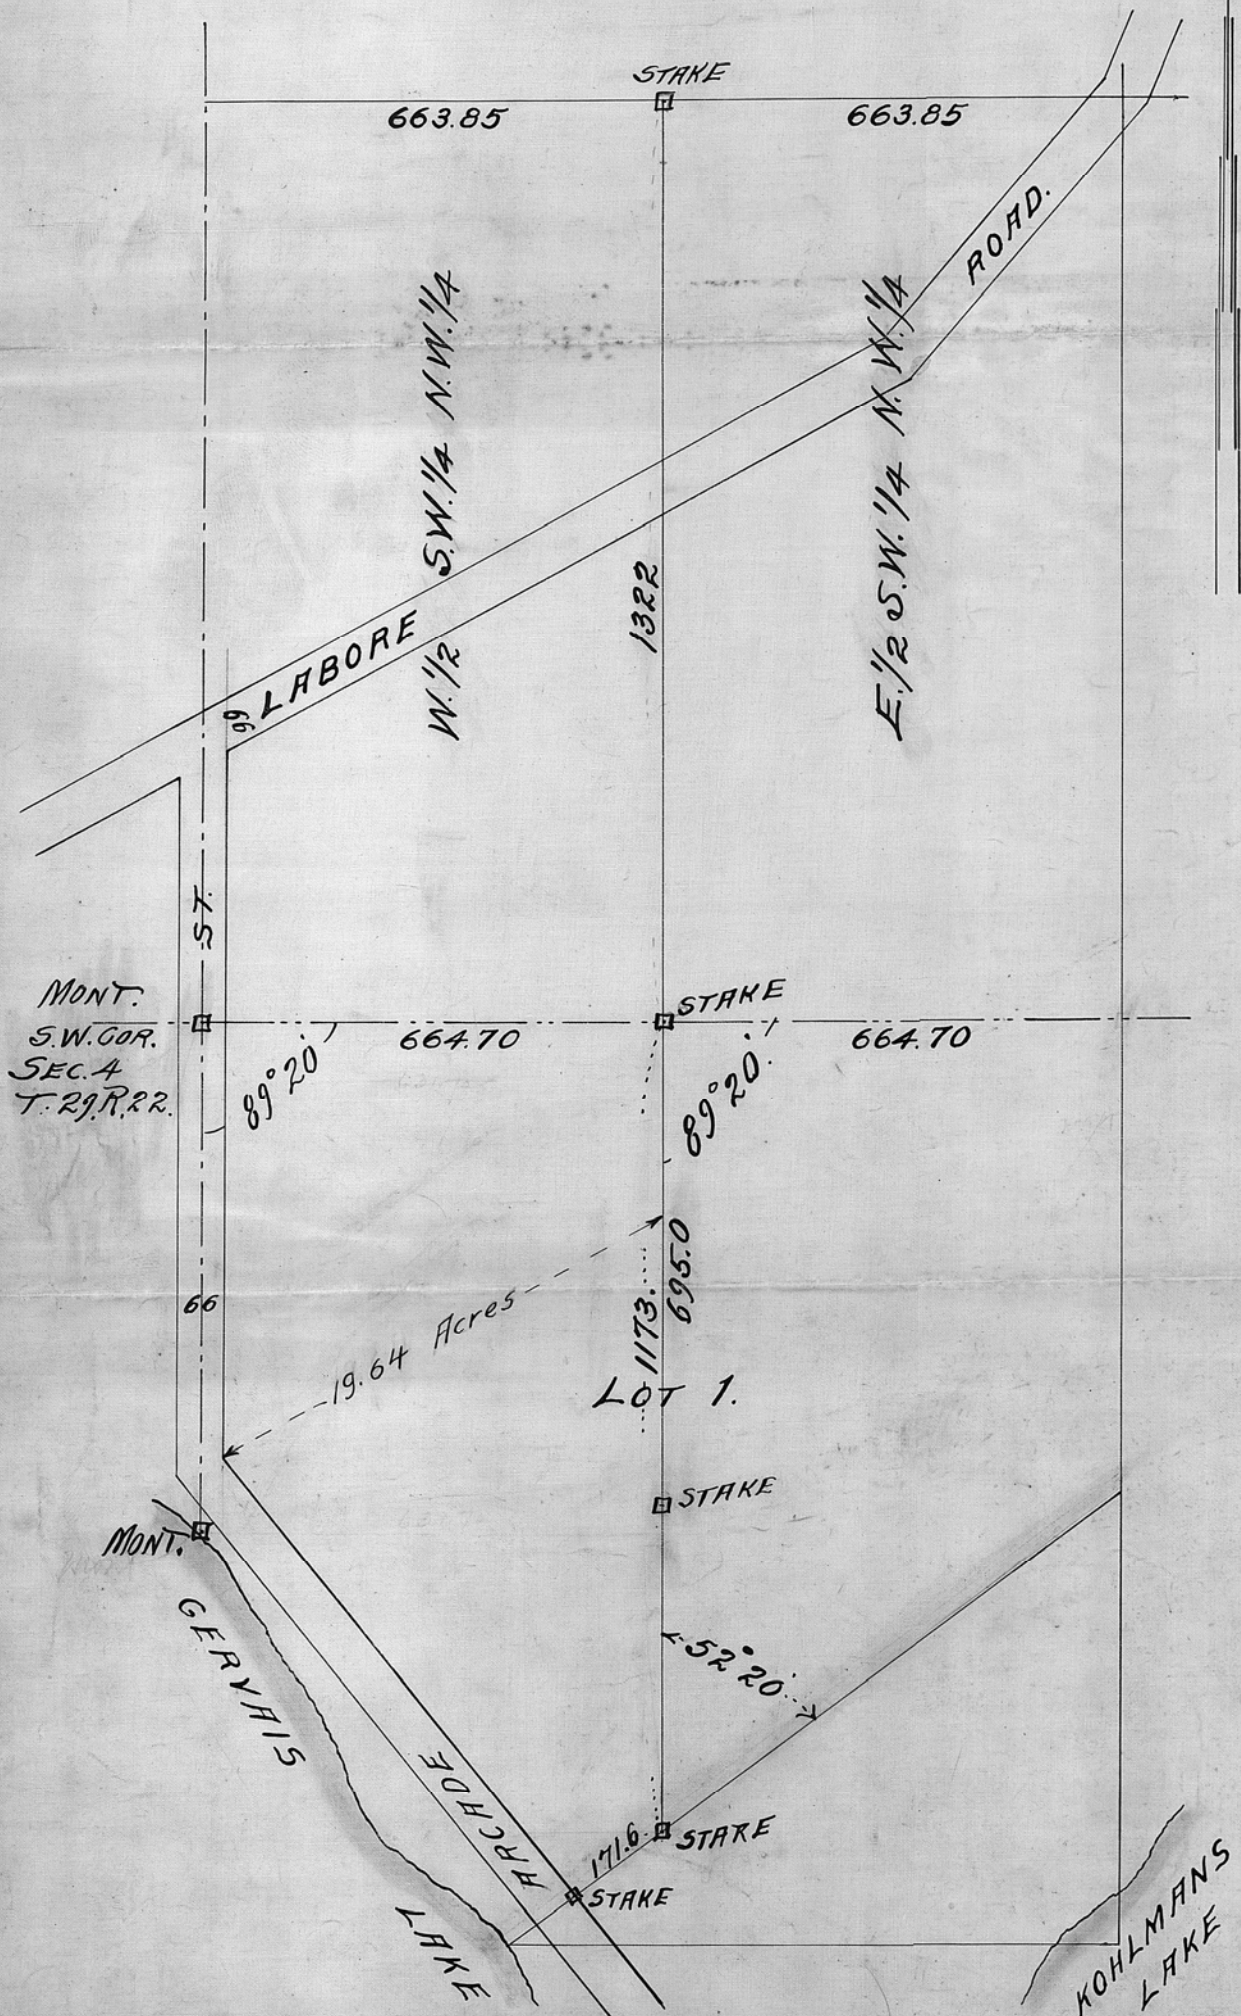 STAKE
663.85
663.85
ROAD.
W.1/2 S.W.1/4 N.W.1/4
E.1/2 S.W.1/4 N.W.1/4
1322
66
LABORE
ST.
MONT.
S.W. COR.
SEC. 4
T. 29, R. 22.
STAKE
664.70
664.70
89°20'
89°20'
66
19.64 Acres
1173.
695.0
LOT 1.
STAKE
MONT.
52°20'
GERVAIS
LAKE
ARCADE
171.6
STAKE
STAKE
KOHLMANS
LAKE